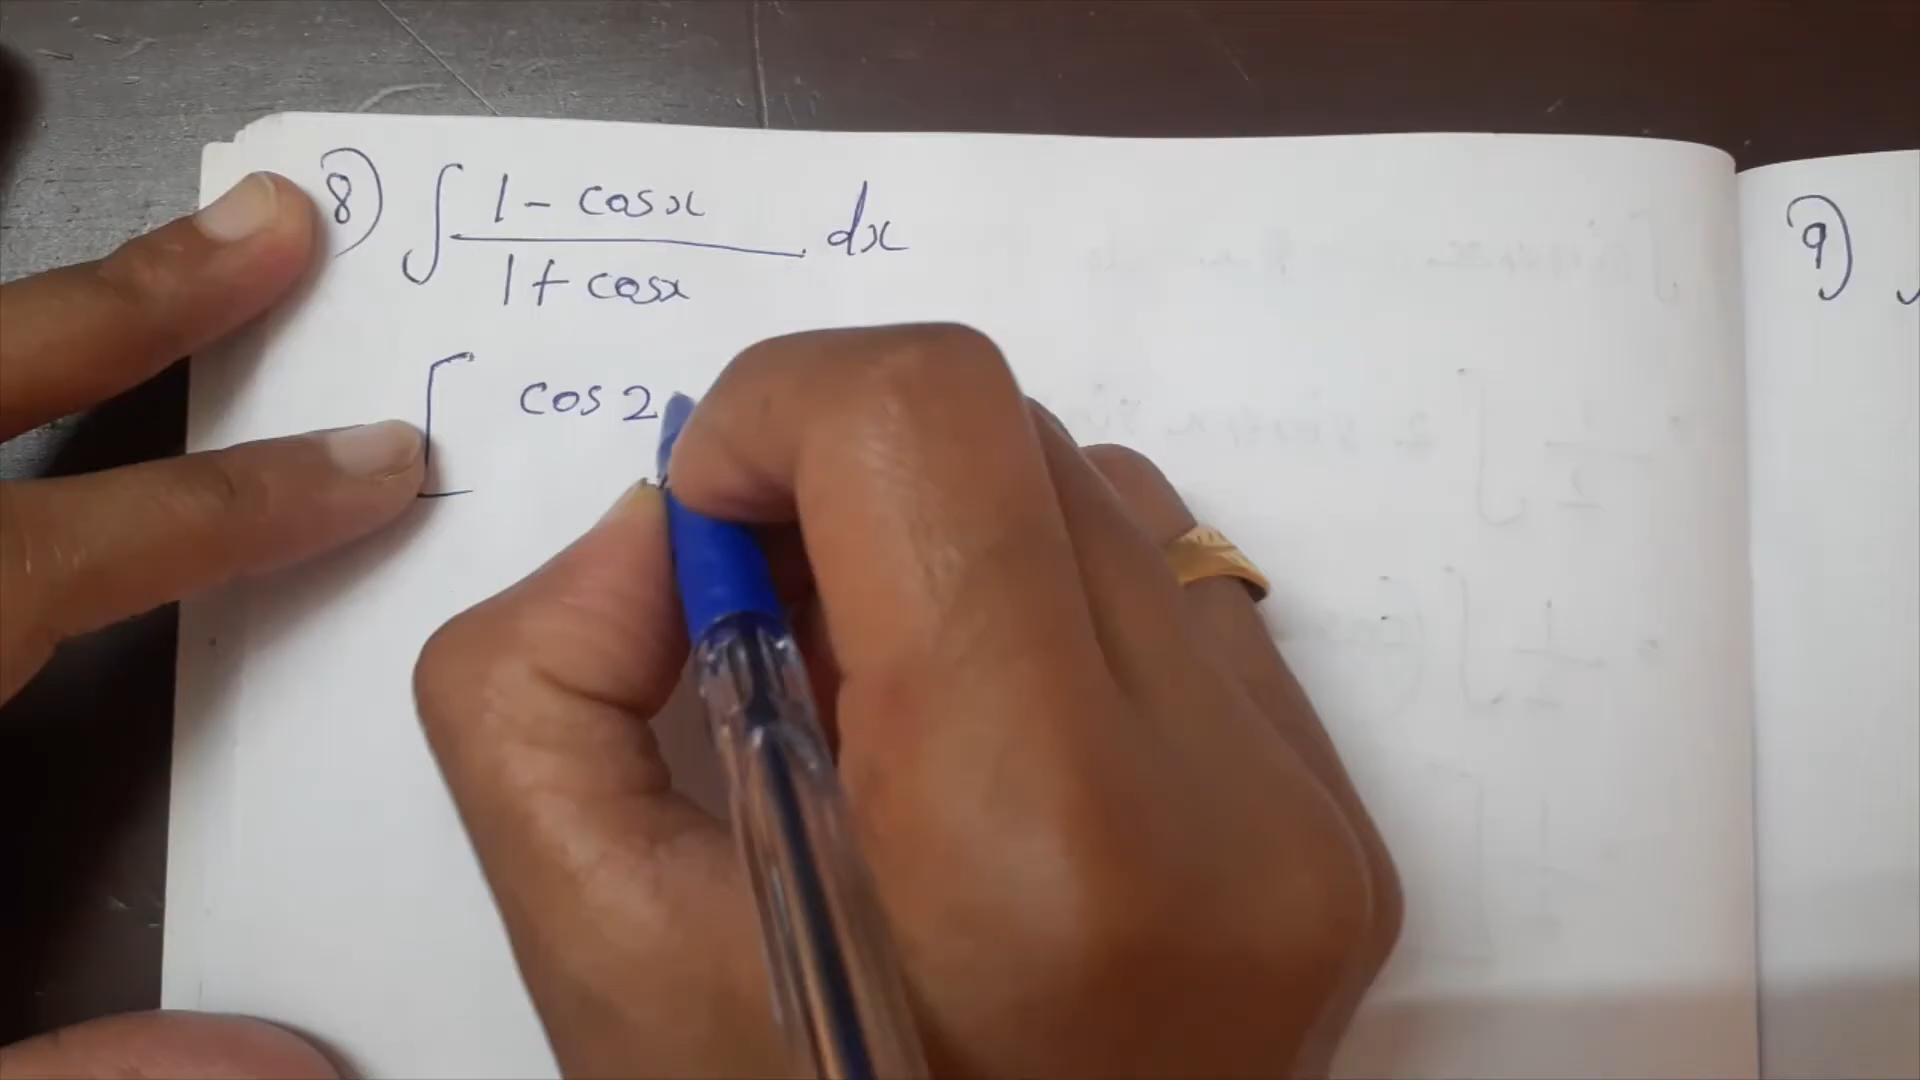 8) ∫ 1 - cosx / 1 + cosx dx
[ cos 2
9) ∫